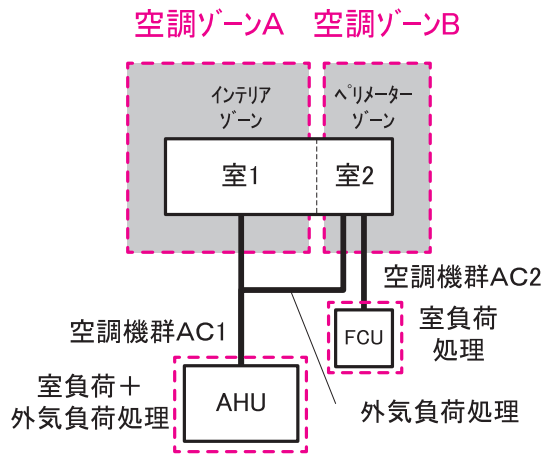 空調ゾーンA 空調ゾーンB
インテリア
ゾーン
ペリメーター
ゾーン
室1 室2
空調機群AC2
空調機群AC1
FCU
室負荷
処理
室負荷＋
外気負荷処理
AHU
外気負荷処理